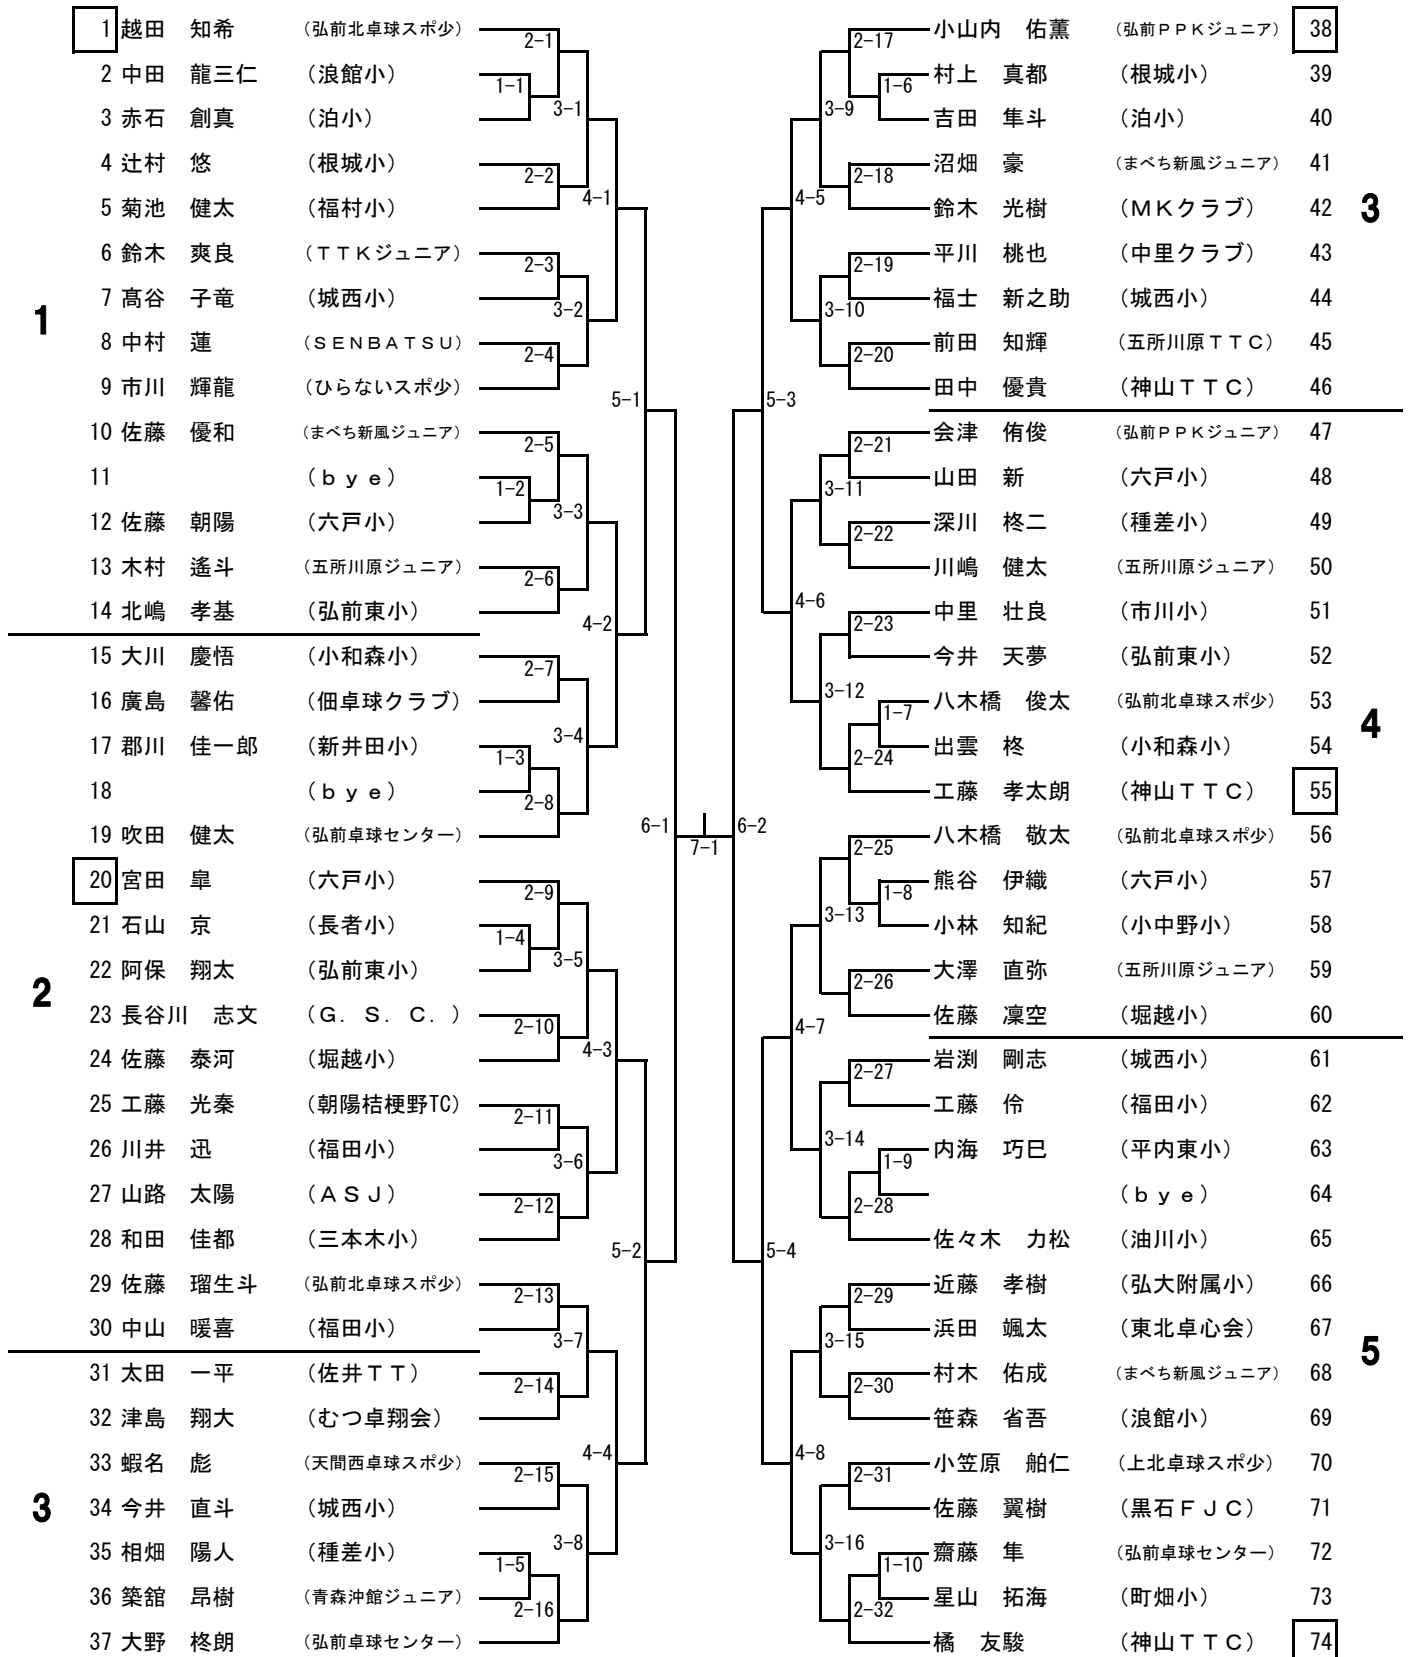 1 越田　知希 （弘前北卓球スポ少）
2 中田　龍三仁 （浪館小）
3 赤石　創真 （泊小）
4 辻村　悠 （根城小）
5 菊池　健太 （福村小）
6 鈴木　爽良 （ＴＴＫジュニア）
7 髙谷　子竜 （城西小）
8 中村　蓮 （ＳＥＮＢＡＴＳＵ）
9 市川　輝龍 （ひらないスポ少）
10 佐藤　優和 （まべち新風ジュニア）
11 （ｂｙｅ）
12 佐藤　朝陽 （六戸小）
13 木村　遙斗 （五所川原ジュニア）
14 北嶋　孝基 （弘前東小）
15 大川　慶悟 （小和森小）
16 廣島　馨佑 （佃卓球クラブ）
17 郡川　佳一郎 （新井田小）
18 （ｂｙｅ）
19 吹田　健太 （弘前卓球センター）
20 宮田　皐 （六戸小）
21 石山　京 （長者小）
22 阿保　翔太 （弘前東小）
23 長谷川　志文 （Ｇ．Ｓ．Ｃ．）
24 佐藤　泰河 （堀越小）
25 工藤　光秦 （朝陽桔梗野TC）
26 川井　迅 （福田小）
27 山路　太陽 （ＡＳＪ）
28 和田　佳都 （三本木小）
29 佐藤　瑠生斗 （弘前北卓球スポ少）
30 中山　暖喜 （福田小）
31 太田　一平 （佐井ＴＴ）
32 津島　翔大 （むつ卓翔会）
33 蝦名　彪 （天間西卓球スポ少）
34 今井　直斗 （城西小）
35 相畑　陽人 （種差小）
36 築舘　昂樹 （青森沖館ジュニア）
37 大野　柊朗 （弘前卓球センター）
1
2
3
1-1
1-2
1-3
1-4
1-5
2-1
2-2
2-3
2-4
2-5
2-6
2-7
2-8
2-9
2-10
2-11
2-12
2-13
2-14
2-15
2-16
3-1
3-2
3-3
3-4
3-5
3-6
3-7
3-8
4-1
4-2
4-3
4-4
5-1
5-2
6-1
7-1
6-2
5-3
5-4
4-5
4-6
4-7
4-8
3-9
3-10
3-11
3-12
3-13
3-14
3-15
3-16
2-17
2-18
2-19
2-20
2-21
2-22
2-23
2-24
2-25
2-26
2-27
2-28
2-29
2-30
2-31
2-32
1-6
1-7
1-8
1-9
1-10
小山内　佑薫 （弘前ＰＰＫジュニア） 38
村上　真都 （根城小） 39
吉田　隼斗 （泊小） 40
沼畑　豪 （まべち新風ジュニア） 41
鈴木　光樹 （ＭＫクラブ） 42
平川　桃也 （中里クラブ） 43
福士　新之助 （城西小） 44
前田　知輝 （五所川原ＴＴＣ） 45
田中　優貴 （神山ＴＴＣ） 46
会津　侑俊 （弘前ＰＰＫジュニア） 47
山田　新 （六戸小） 48
深川　柊二 （種差小） 49
川嶋　健太 （五所川原ジュニア） 50
中里　壮良 （市川小） 51
今井　天夢 （弘前東小） 52
八木橋　俊太 （弘前北卓球スポ少） 53
出雲　柊 （小和森小） 54
工藤　孝太朗 （神山ＴＴＣ） 55
八木橋　敬太 （弘前北卓球スポ少） 56
熊谷　伊織 （六戸小） 57
小林　知紀 （小中野小） 58
大澤　直弥 （五所川原ジュニア） 59
佐藤　凜空 （堀越小） 60
岩渕　剛志 （城西小） 61
工藤　伶 （福田小） 62
内海　巧巳 （平内東小） 63
（ｂｙｅ） 64
佐々木　力松 （油川小） 65
近藤　孝樹 （弘大附属小） 66
浜田　颯太 （東北卓心会） 67
村木　佑成 （まべち新風ジュニア） 68
笹森　省吾 （浪館小） 69
小笠原　舶仁 （上北卓球スポ少） 70
佐藤　翼樹 （黒石ＦＪＣ） 71
齋藤　隼 （弘前卓球センター） 72
星山　拓海 （町畑小） 73
橘　友駿 （神山ＴＴＣ） 74
3
4
5